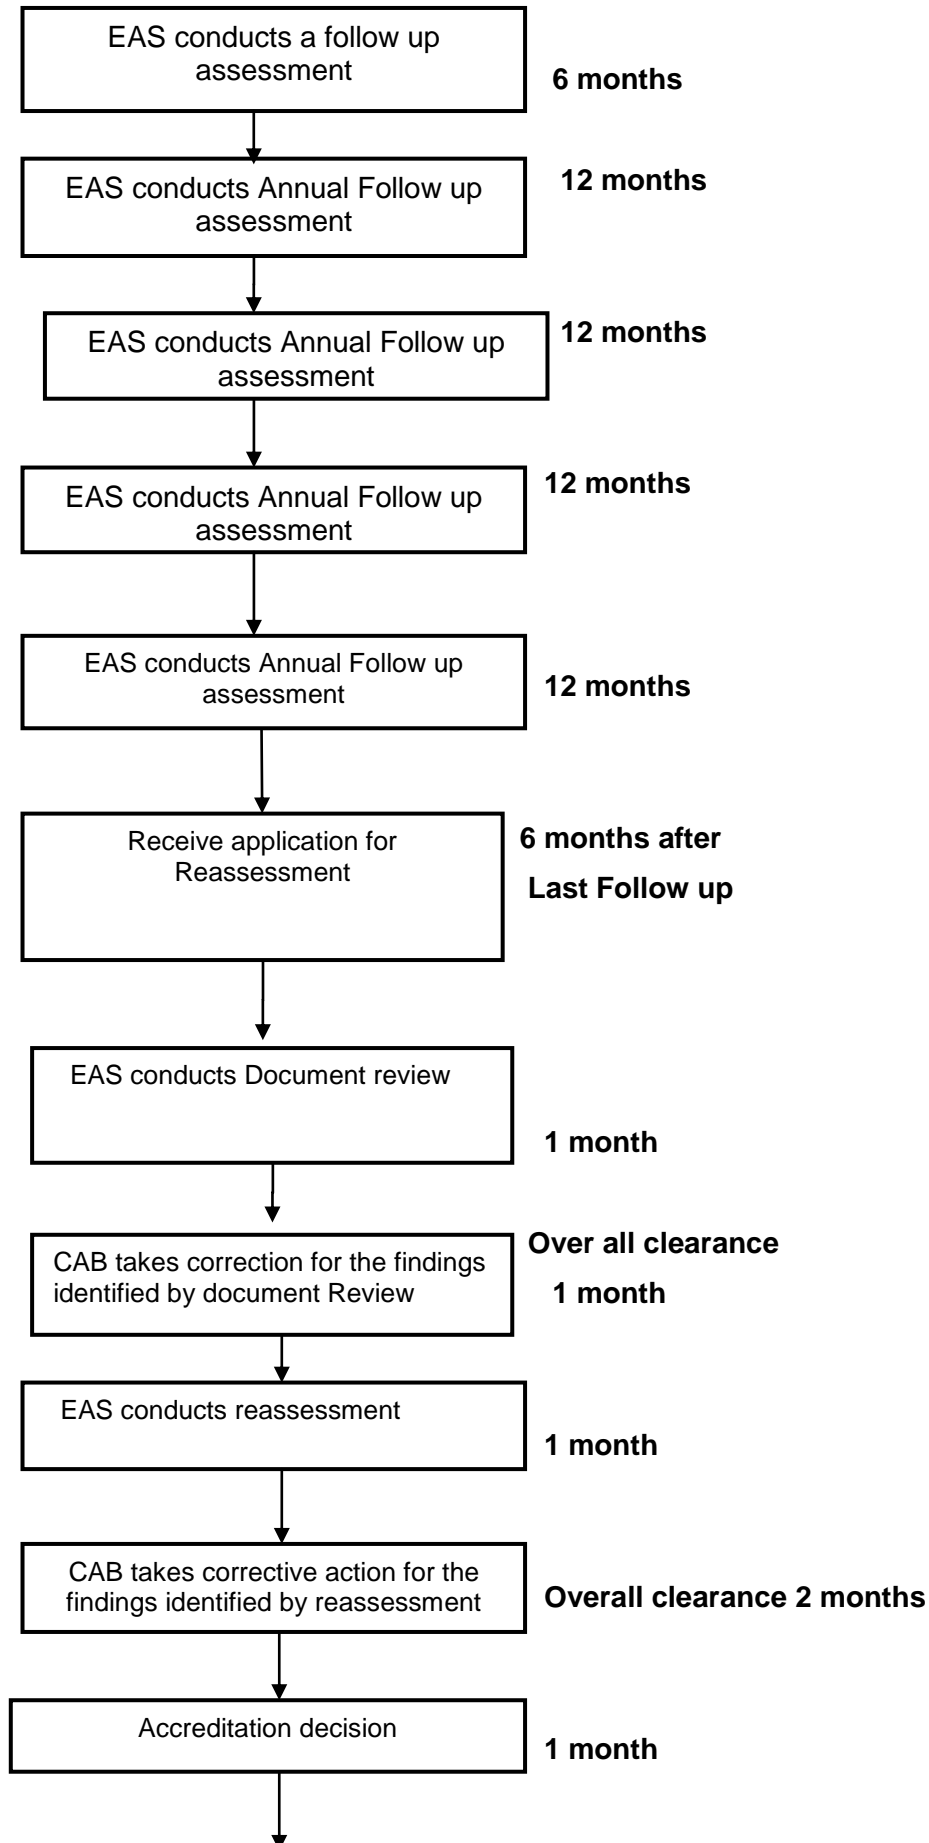 EAS conducts a follow up
assessment
6 months
EAS conducts Annual Follow up
assessment
12 months
EAS conducts Annual Follow up
assessment
12 months
EAS conducts Annual Follow up
assessment
12 months
EAS conducts Annual Follow up
assessment
12 months
Receive application for
Reassessment
6 months after
Last Follow up
EAS conducts Document review
1 month
CAB takes correction for the findings
identified by document Review
Over all clearance
1 month
EAS conducts reassessment
1 month
CAB takes corrective action for the
findings identified by reassessment
Overall clearance 2 months
Accreditation decision
1 month